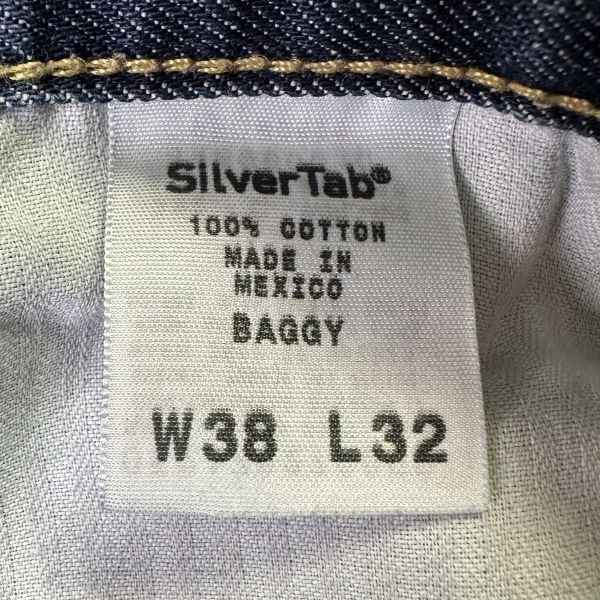 SilverTab®
100% COTTON
MADE IN
MEXICO
BAGGY
W38 L32